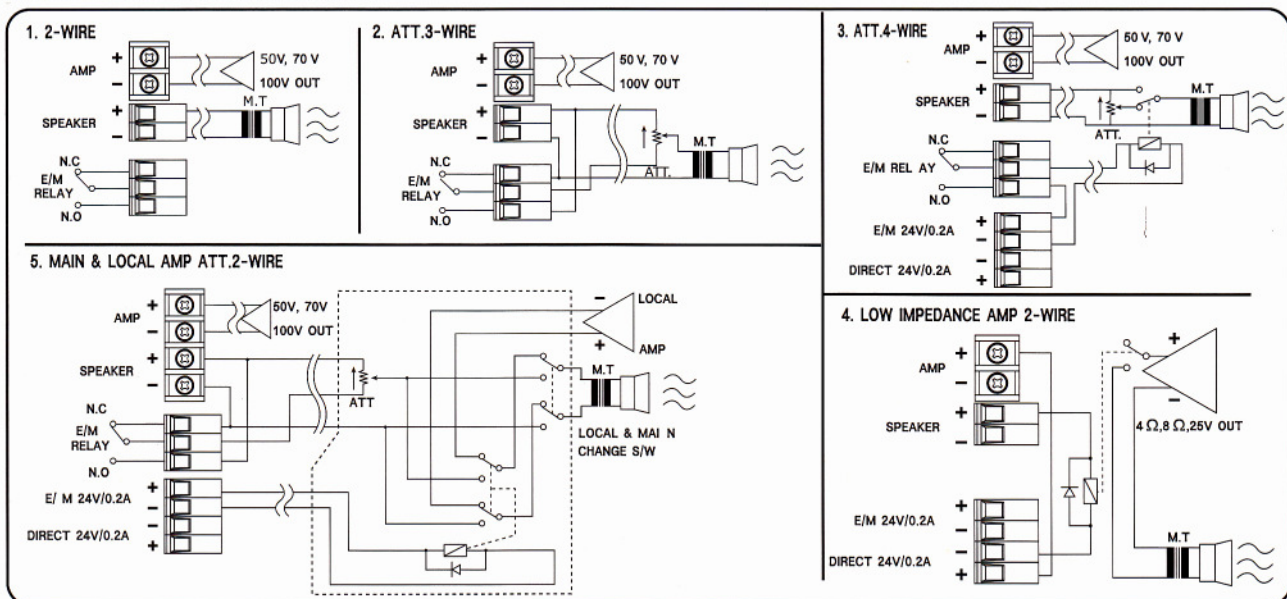 1. 2-WIRE
+
AMP
−
50V, 70 V
100V OUT
M.T
+
SPEAKER
−
N.C
E/M
RELAY
N.O
2. ATT.3-WIRE
+
AMP
−
50 V, 70 V
100V OUT
+
SPEAKER
−
M.T
ATT.
N.C
E/M
RELAY
N.O
3. ATT.4-WIRE
+
AMP
−
50 V, 70 V
100V OUT
+
SPEAKER
−
M.T
ATT.
N.C
E/M REL AY
N.O
+
E/M 24V/0.2A
−
−
DIRECT 24V/0.2A
+
5. MAIN & LOCAL AMP ATT.2-WIRE
+
AMP
−
50V, 70V
100V OUT
+
SPEAKER
−
ATT
− LOCAL
+ AMP
M.T
LOCAL & MAI N
CHANGE S/W
N.C
E/M
RELAY
N.O
+
E/ M 24V/0.2A
−
−
DIRECT 24V/0.2A
+
4. LOW IMPEDANCE AMP 2-WIRE
+
AMP
−
+
−
4 Ω,8 Ω,25V OUT
+
SPEAKER
−
+
E/M 24V/0.2A
−
−
DIRECT 24V/0.2A
+
M.T